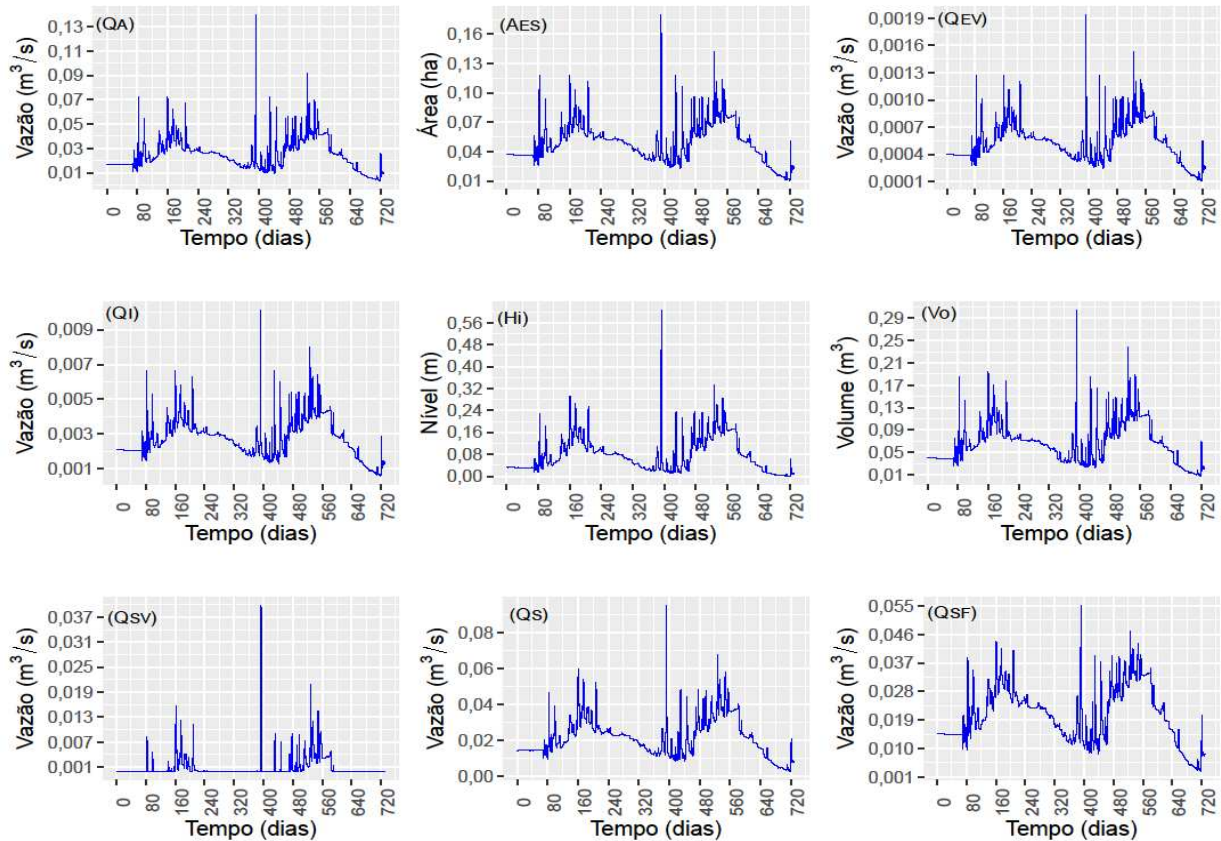 (QA)
Vazão (m³/s)
0,13
0,11
0,09
0,07
0,05
0,03
0,01
0 80 160 240 320 400 480 560 640 720
Tempo (dias)
(AES)
Área (ha)
0,16
0,13
0,10
0,07
0,04
0,01
0 80 160 240 320 400 480 560 640 720
Tempo (dias)
(QEV)
Vazão (m³/s)
0,0019
0,0016
0,0013
0,0010
0,0007
0,0004
0,0001
0 80 160 240 320 400 480 560 640 720
Tempo (dias)
(QI)
Vazão (m³/s)
0,009
0,007
0,005
0,003
0,001
0 80 160 240 320 400 480 560 640 720
Tempo (dias)
(Hi)
Nível (m)
0,56
0,48
0,40
0,32
0,24
0,16
0,08
0,00
0 80 160 240 320 400 480 560 640 720
Tempo (dias)
(Vo)
Volume (m³)
0,29
0,25
0,21
0,17
0,13
0,09
0,05
0,01
0 80 160 240 320 400 480 560 640 720
Tempo (dias)
(QSV)
Vazão (m³/s)
0,037
0,031
0,025
0,019
0,013
0,007
0,001
0 80 160 240 320 400 480 560 640 720
Tempo (dias)
(QS)
Vazão (m³/s)
0,08
0,06
0,04
0,02
0,00
0 80 160 240 320 400 480 560 640 720
Tempo (dias)
(QSF)
Vazão (m³/s)
0,055
0,046
0,037
0,028
0,019
0,010
0,001
0 80 160 240 320 400 480 560 640 720
Tempo (dias)